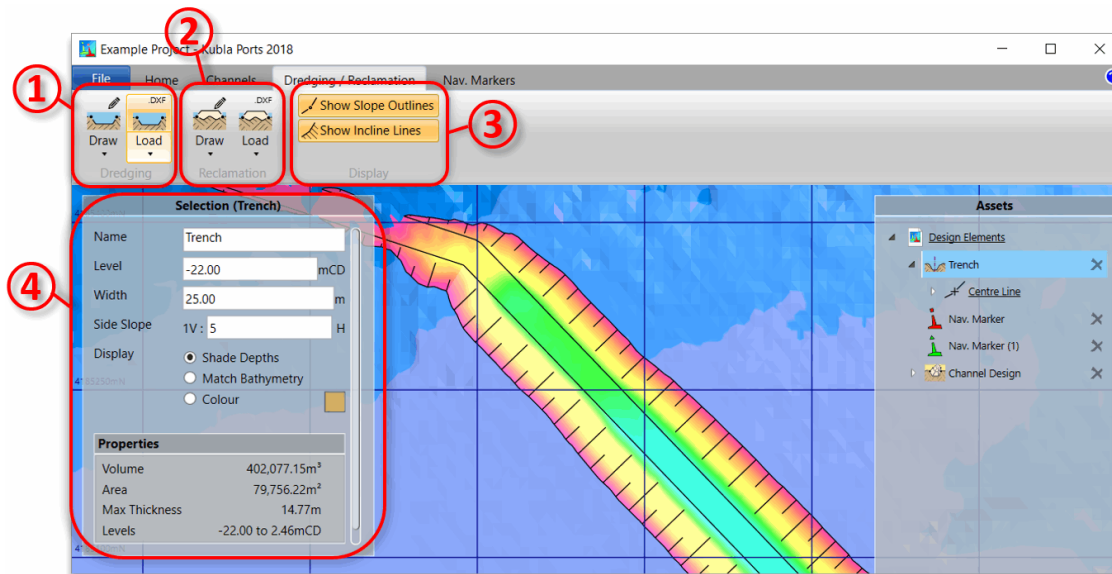 Example Project - Kubla Ports 2018
File Home Channels Dredging / Reclamation Nav. Markers
1
2
3
4
.DXF .DXF
Draw Load Draw Load
Dredging Reclamation Display
Show Slope Outlines
Show Incline Lines
Selection (Trench)
Name Trench
Level -22.00 mCD
Width 25.00 m
Side Slope 1V : 5 H
Display Shade Depths
Match Bathymetry
Colour
Properties
Volume 402,077.15m³
Area 79,756.22m²
Max Thickness 14.77m
Levels -22.00 to 2.46mCD
Assets
Design Elements
Trench
Centre Line
Nav. Marker
Nav. Marker (1)
Channel Design